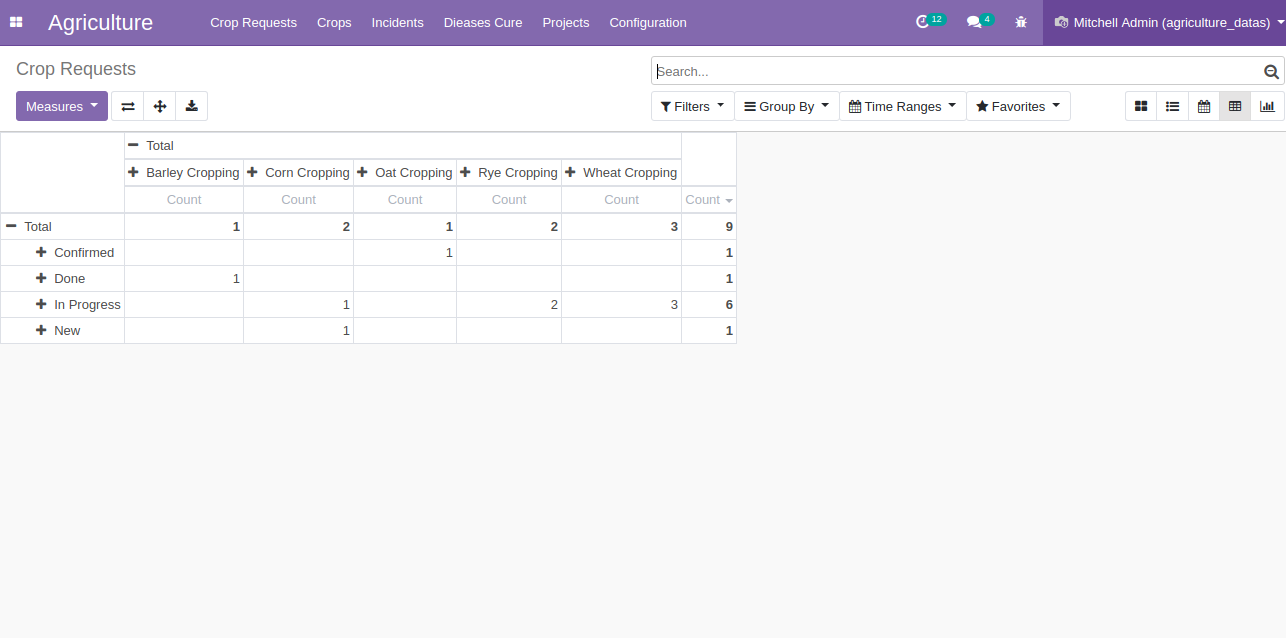 Agriculture Crop Requests Crops Incidents Dieases Cure Projects Configuration 12 4 Mitchell Admin (agriculture_datas)
Crop Requests Search...
Measures Filters Group By Time Ranges Favorites
Total
Barley Cropping Corn Cropping Oat Cropping Rye Cropping Wheat Cropping
Count Count Count Count Count Count
Total 1 2 1 2 3 9
Confirmed 1 1
Done 1 1
In Progress 1 2 3 6
New 1 1